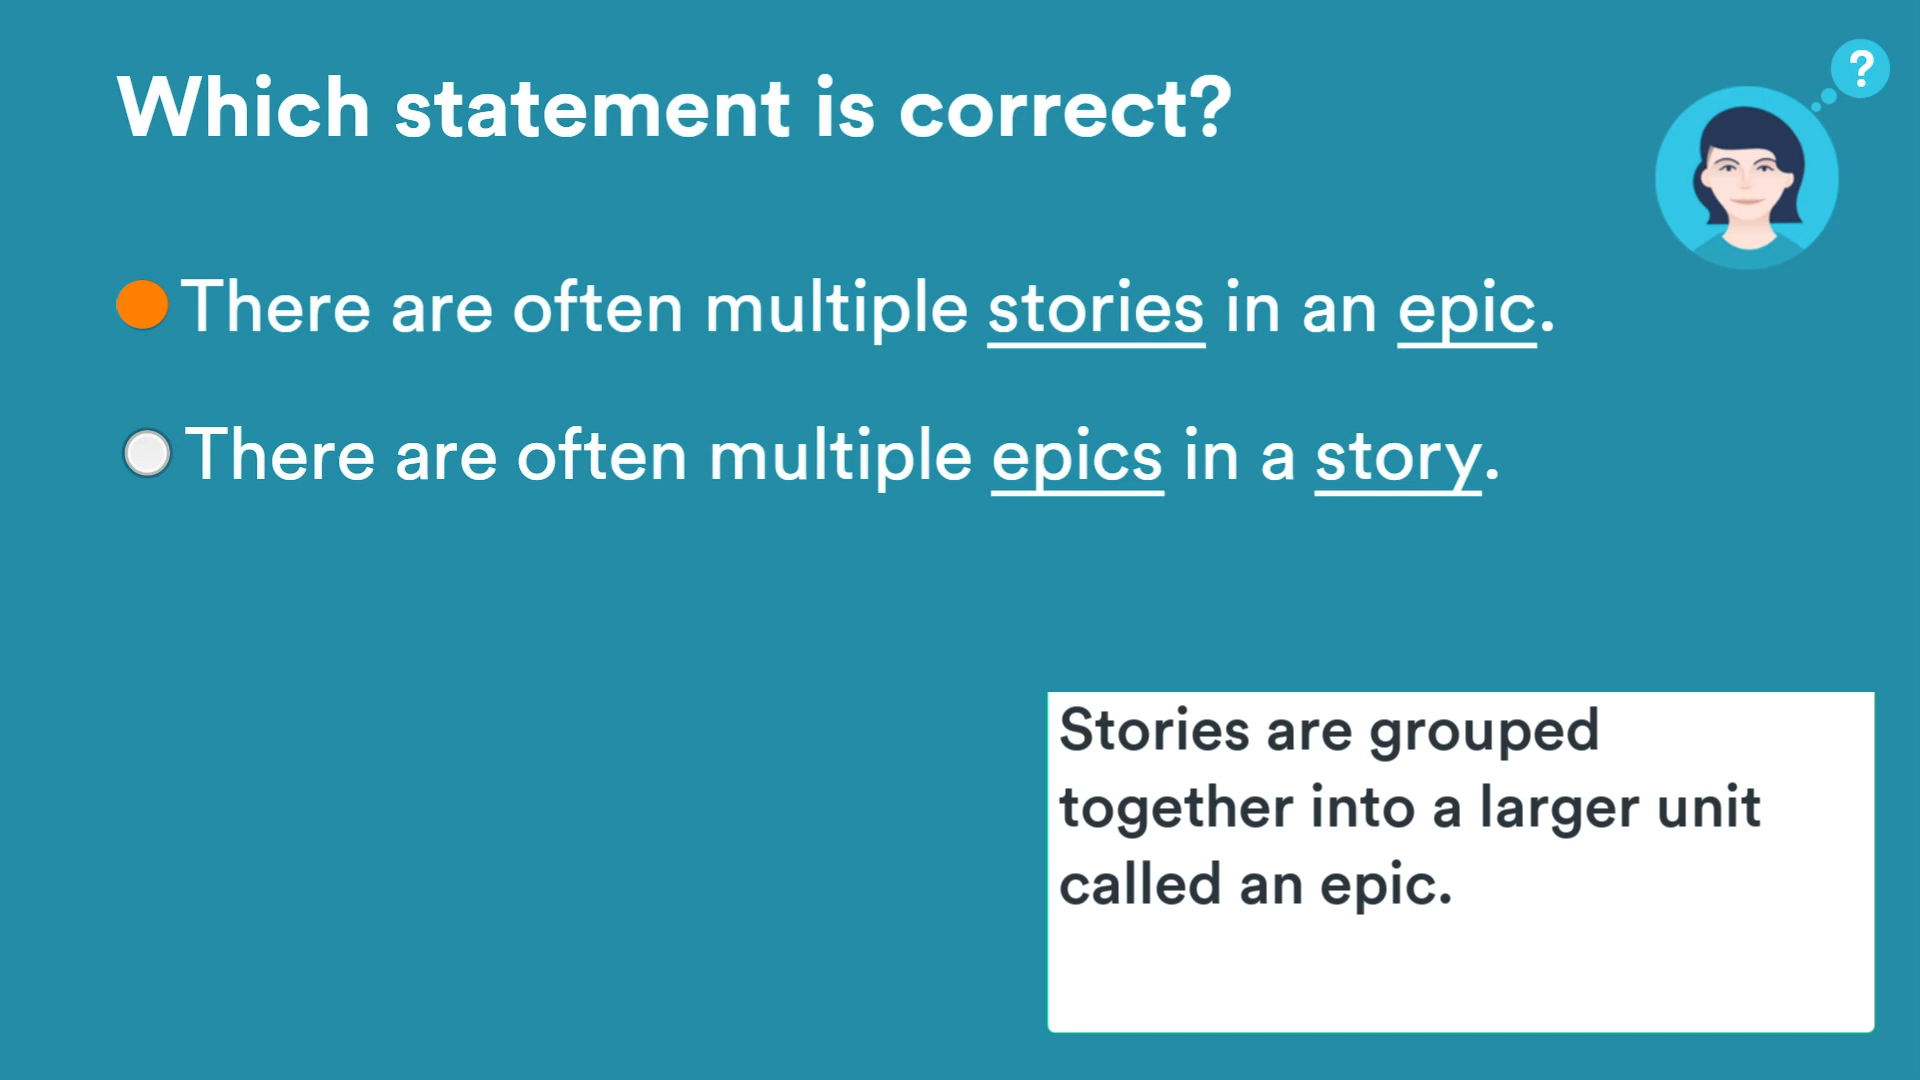 Which statement is correct?
?
There are often multiple stories in an epic.
There are often multiple epics in a story.
Stories are grouped
together into a larger unit
called an epic.